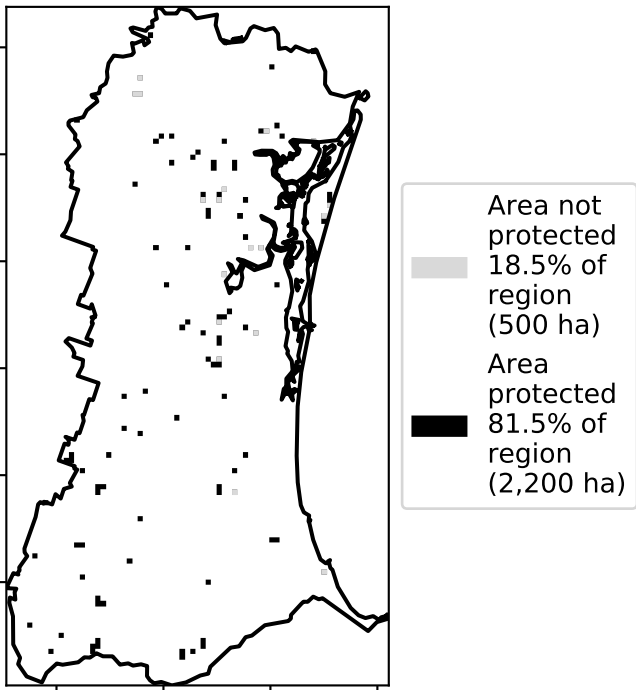 Area not
protected
18.5% of
region
(500 ha)
Area
protected
81.5% of
region
(2,200 ha)